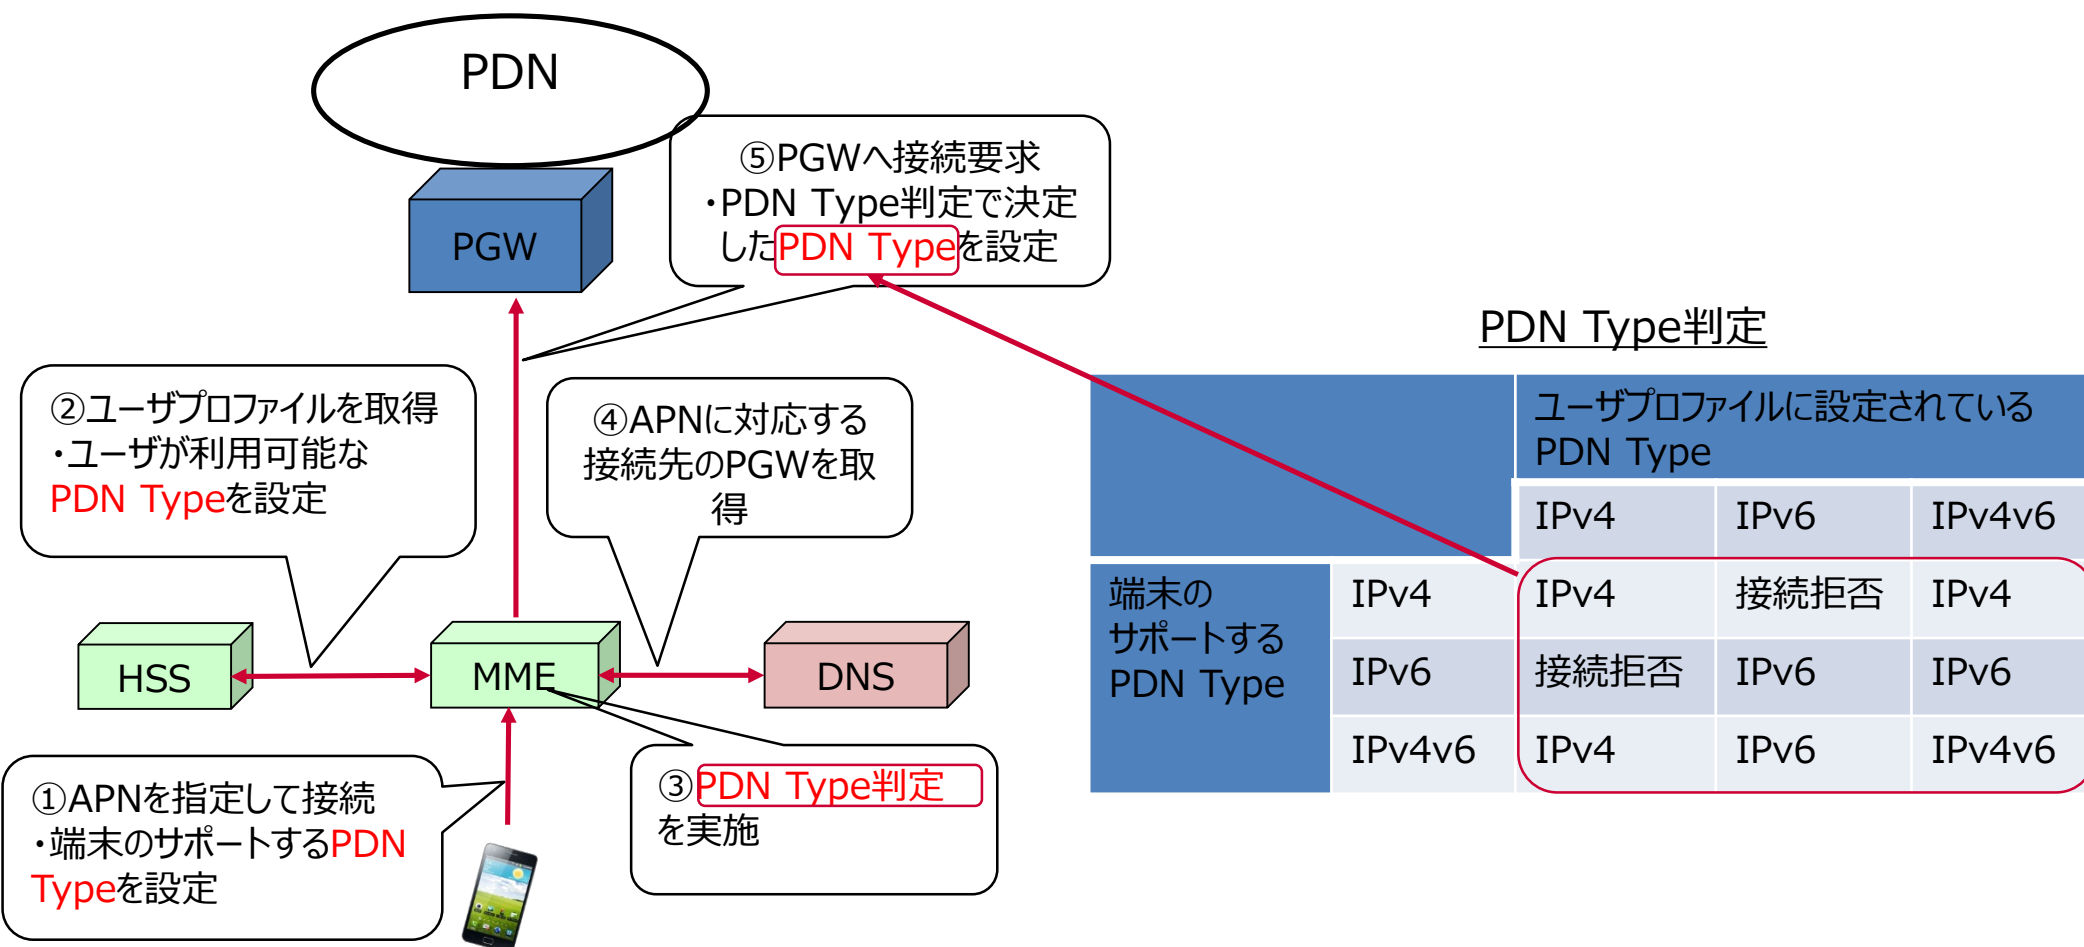 PDN
⑤PGWへ接続要求
・PDN Type判定で決定
したPDN Typeを設定
PGW
②ユーザプロファイルを取得
・ユーザが利用可能な
PDN Typeを設定
④APNに対応する
接続先のPGWを取
得
HSS
MME
DNS
①APNを指定して接続
・端末のサポートするPDN
Typeを設定
③PDN Type判定
を実施
PDN Type判定
ユーザプロファイルに設定されている
PDN Type
IPv4 IPv6 IPv4v6
端末の
サポートする
PDN Type
IPv4 IPv4 接続拒否 IPv4
IPv6 接続拒否 IPv6 IPv6
IPv4v6 IPv4 IPv6 IPv4v6